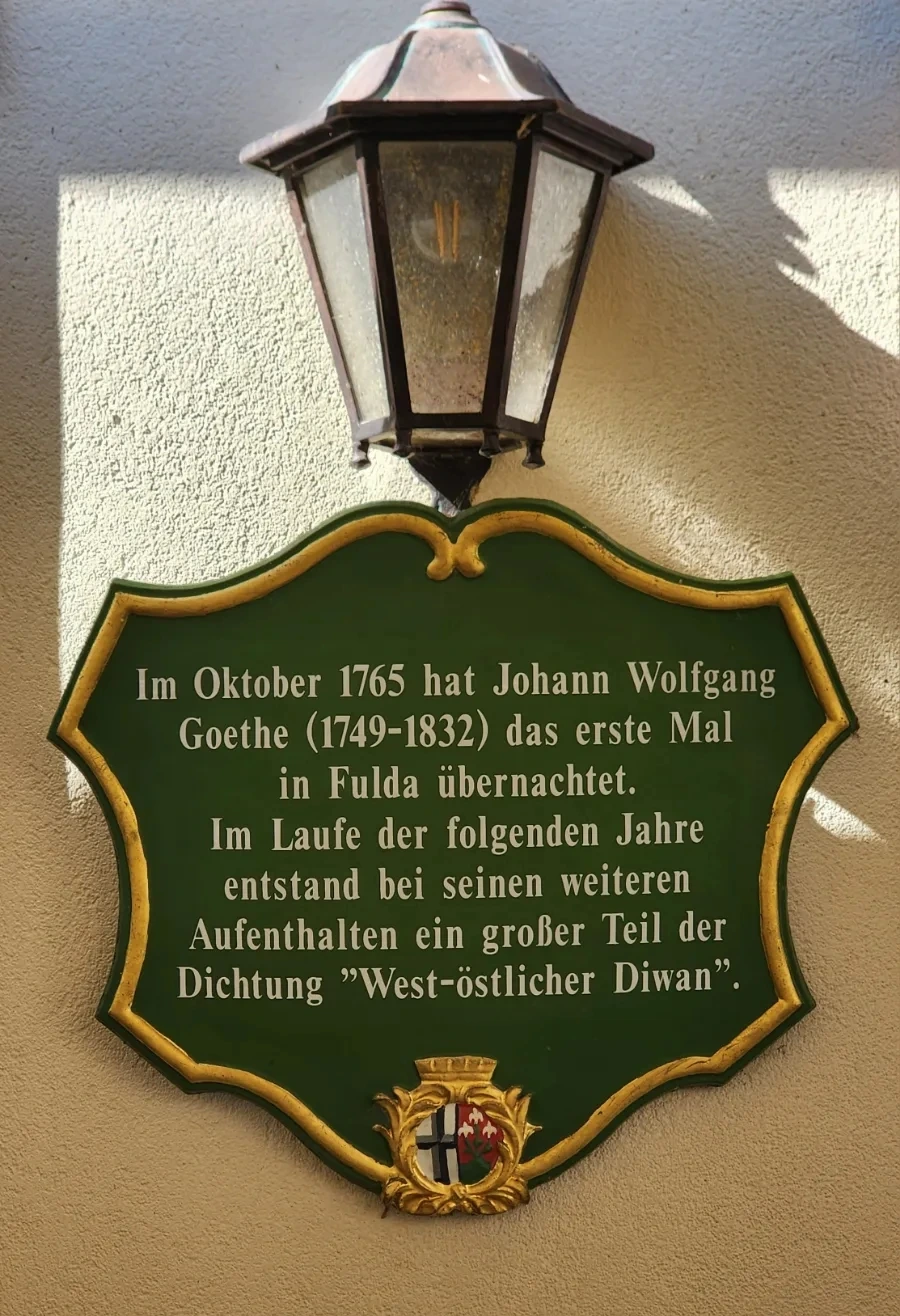 Im Oktober 1765 hat Johann Wolfgang
Goethe (1749-1832) das erste Mal
in Fulda übernachtet.
Im Laufe der folgenden Jahre
entstand bei seinen weiteren
Aufenthalten ein großer Teil der
Dichtung ”West-östlicher Diwan”.